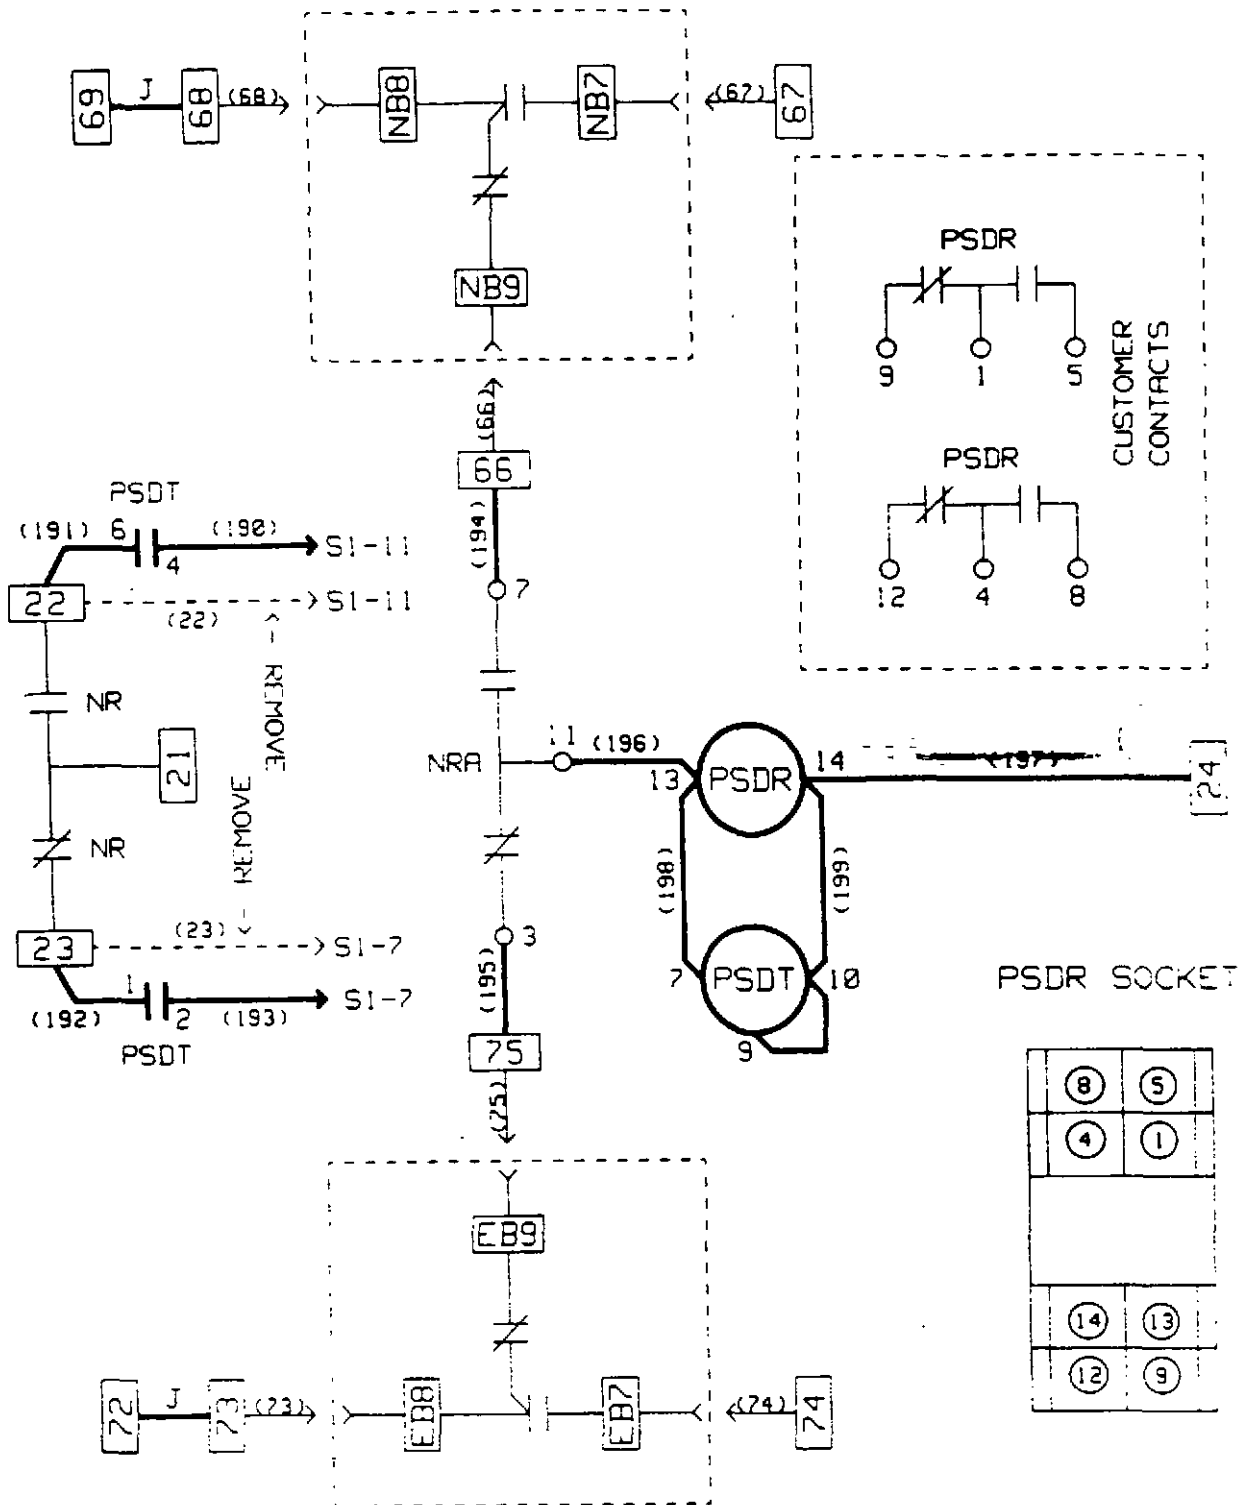 69
J
68
(68)
NB8
NB7
(67)
67
NB9
(66)
66
(194)
7
PSDR
9
1
5
PSDR
12
4
8
CUSTOMER
CONTACTS
PSDT
(191)
6
4
(190)
S1-11
22
(22)
S1-11
NR
21
NR
REMOVE
REMOVE
23
(23)
S1-7
(192)
1
2
(193)
S1-7
PSDT
NRA
11
(196)
13
PSDR
14
(197)
24
(198)
(199)
3
(195)
75
(75)
7
PSDT
10
9
PSDR SOCKET
8
5
4
1
14
13
12
9
EB9
72
J
73
(73)
EB8
EB7
(74)
74